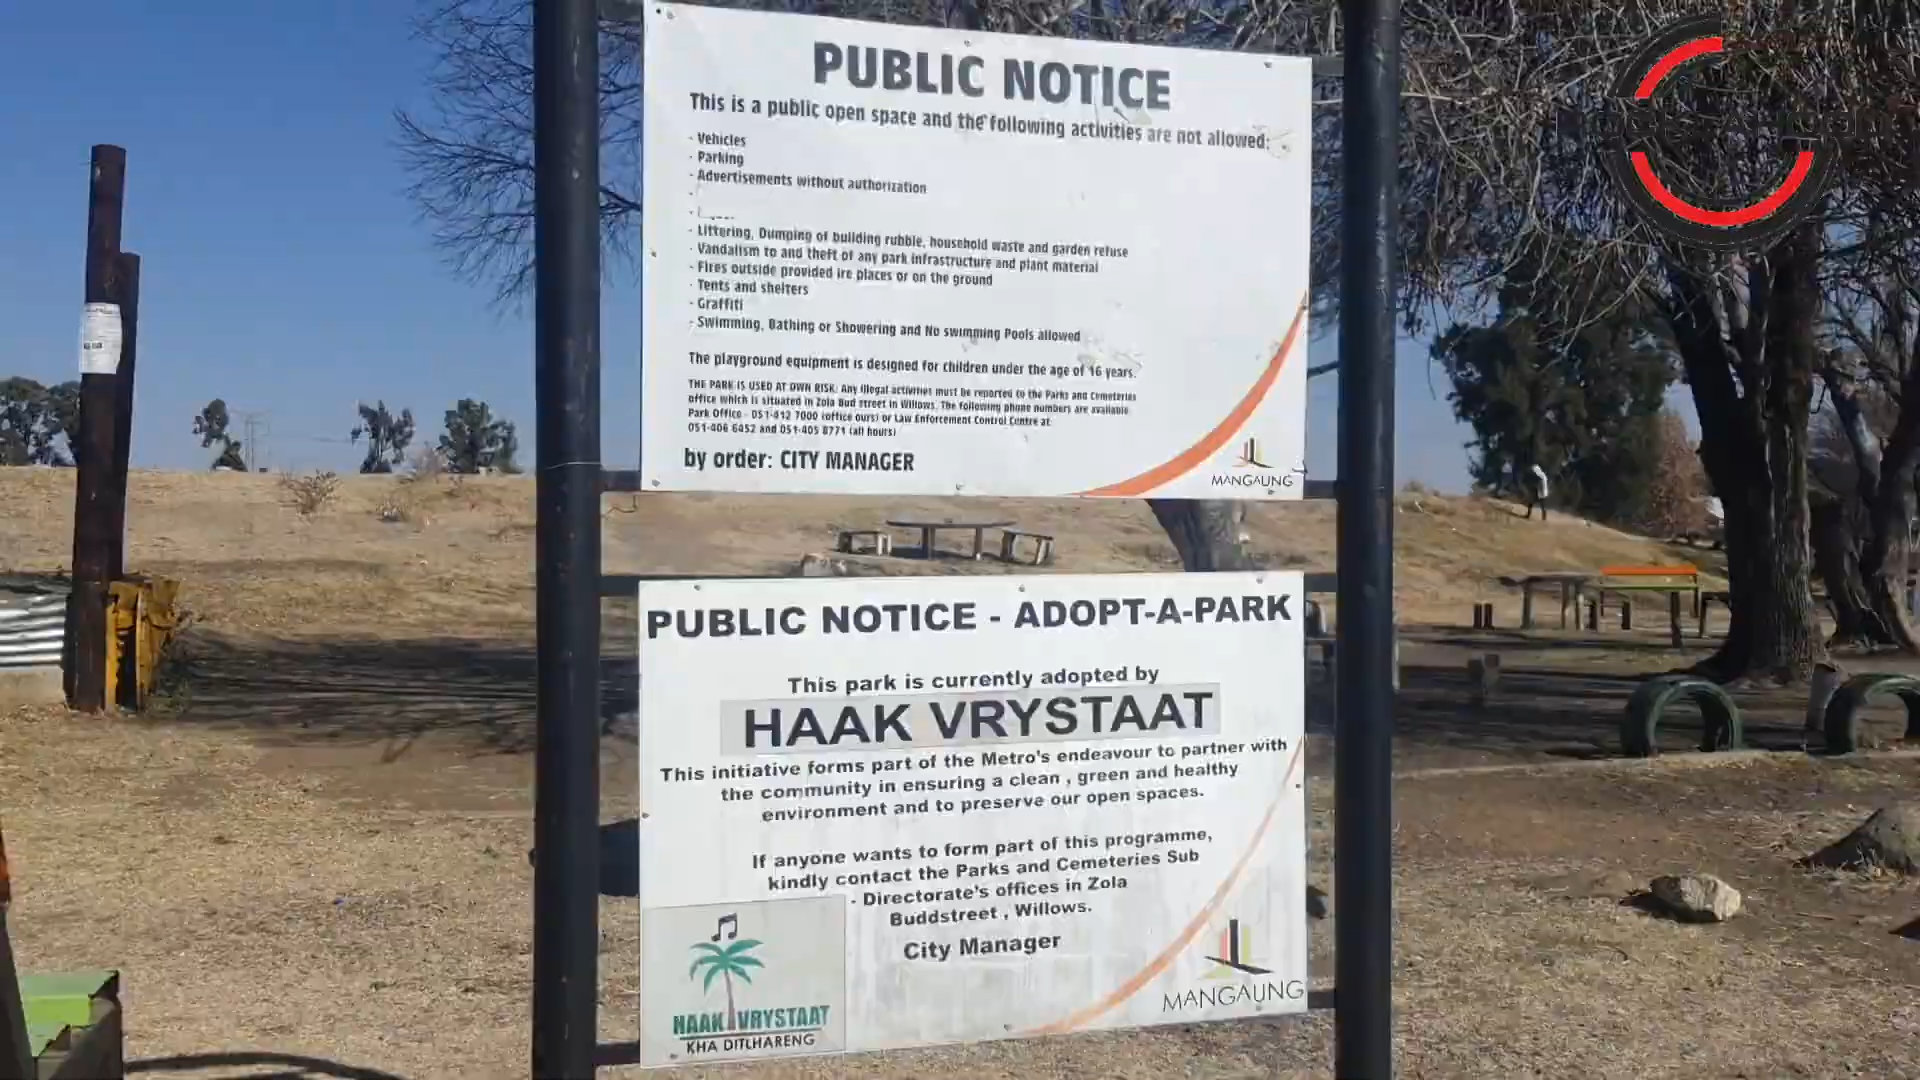 PUBLIC NOTICE
This is a public open space and the following activities are not allowed:
- Vehicles
- Parking
- Advertisements without authorization
-
-
- Littering, Dumping of building rubble, household waste and garden refuse
- Vandalism to and theft of any park infrastructure and plant material
- Fires outside provided ire places or on the ground
- Tents and shelters
- Graffiti
- Swimming, Bathing or Showering and No swimming Pools allowed
The playground equipment is designed for children under the age of 16 years.
THE PARK IS USED AT OWN RISK. Any illegal activities must be reported to the Parks and Cemeteries
office which is situated in Zola Bud street in Willows. The following phone numbers are available
Park Office - 051-412 7000 (office ours) or Law Enforcement Control Centre at
051-406 6452 and 051-405 8771 (all hours)
by order: CITY MANAGER
MANGAUNG
PUBLIC NOTICE - ADOPT-A-PARK
This park is currently adopted by
HAAK VRYSTAAT
This initiative forms part of the Metro's endeavour to partner with
the community in ensuring a clean , green and healthy
environment and to preserve our open spaces.
If anyone wants to form part of this programme,
kindly contact the Parks and Cemeteries Sub
- Directorate's offices in Zola
Buddstreet , Willows.
City Manager
HAAK VRYSTAAT
KHA DITLHARENG
MANGAUNG